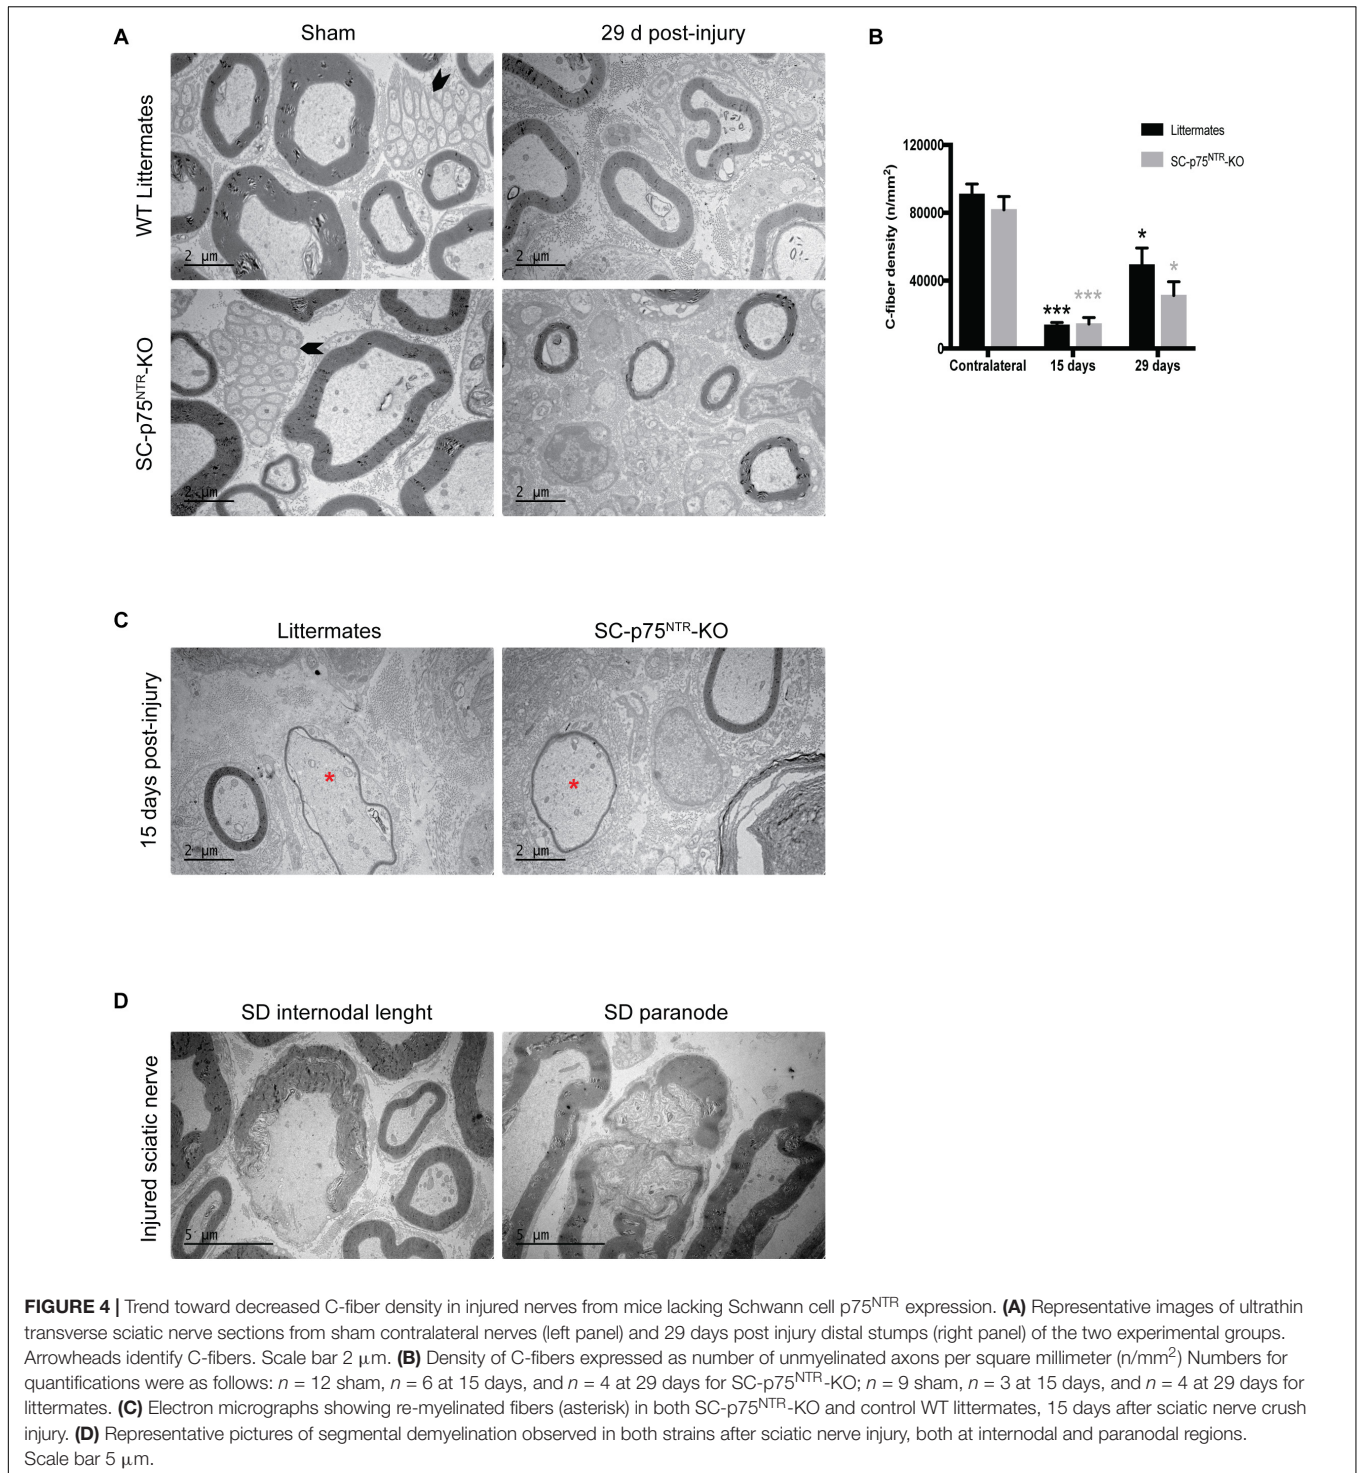 A
Sham
29 d post-injury
WT Littermates
2 μm
2 μm
SC-p75NTR-KO
2 μm
2 μm
B
Littermates
SC-p75NTR-KO
C-fiber density (n/mm2)
120000
80000
40000
0
***
***
*
*
Contralateral
15 days
29 days
C
Littermates
SC-p75NTR-KO
15 days post-injury
*
*
2 μm
2 μm
D
SD internodal lenght
SD paranode
Injured sciatic nerve
5 μm
5 μm
FIGURE 4 | Trend toward decreased C-fiber density in injured nerves from mice lacking Schwann cell p75NTR expression. (A) Representative images of ultrathin
transverse sciatic nerve sections from sham contralateral nerves (left panel) and 29 days post injury distal stumps (right panel) of the two experimental groups.
Arrowheads identify C-fibers. Scale bar 2 μm. (B) Density of C-fibers expressed as number of unmyelinated axons per square millimeter (n/mm2) Numbers for
quantifications were as follows: n = 12 sham, n = 6 at 15 days, and n = 4 at 29 days for SC-p75NTR-KO; n = 9 sham, n = 3 at 15 days, and n = 4 at 29 days for
littermates. (C) Electron micrographs showing re-myelinated fibers (asterisk) in both SC-p75NTR-KO and control WT littermates, 15 days after sciatic nerve crush
injury. (D) Representative pictures of segmental demyelination observed in both strains after sciatic nerve injury, both at internodal and paranodal regions.
Scale bar 5 μm.